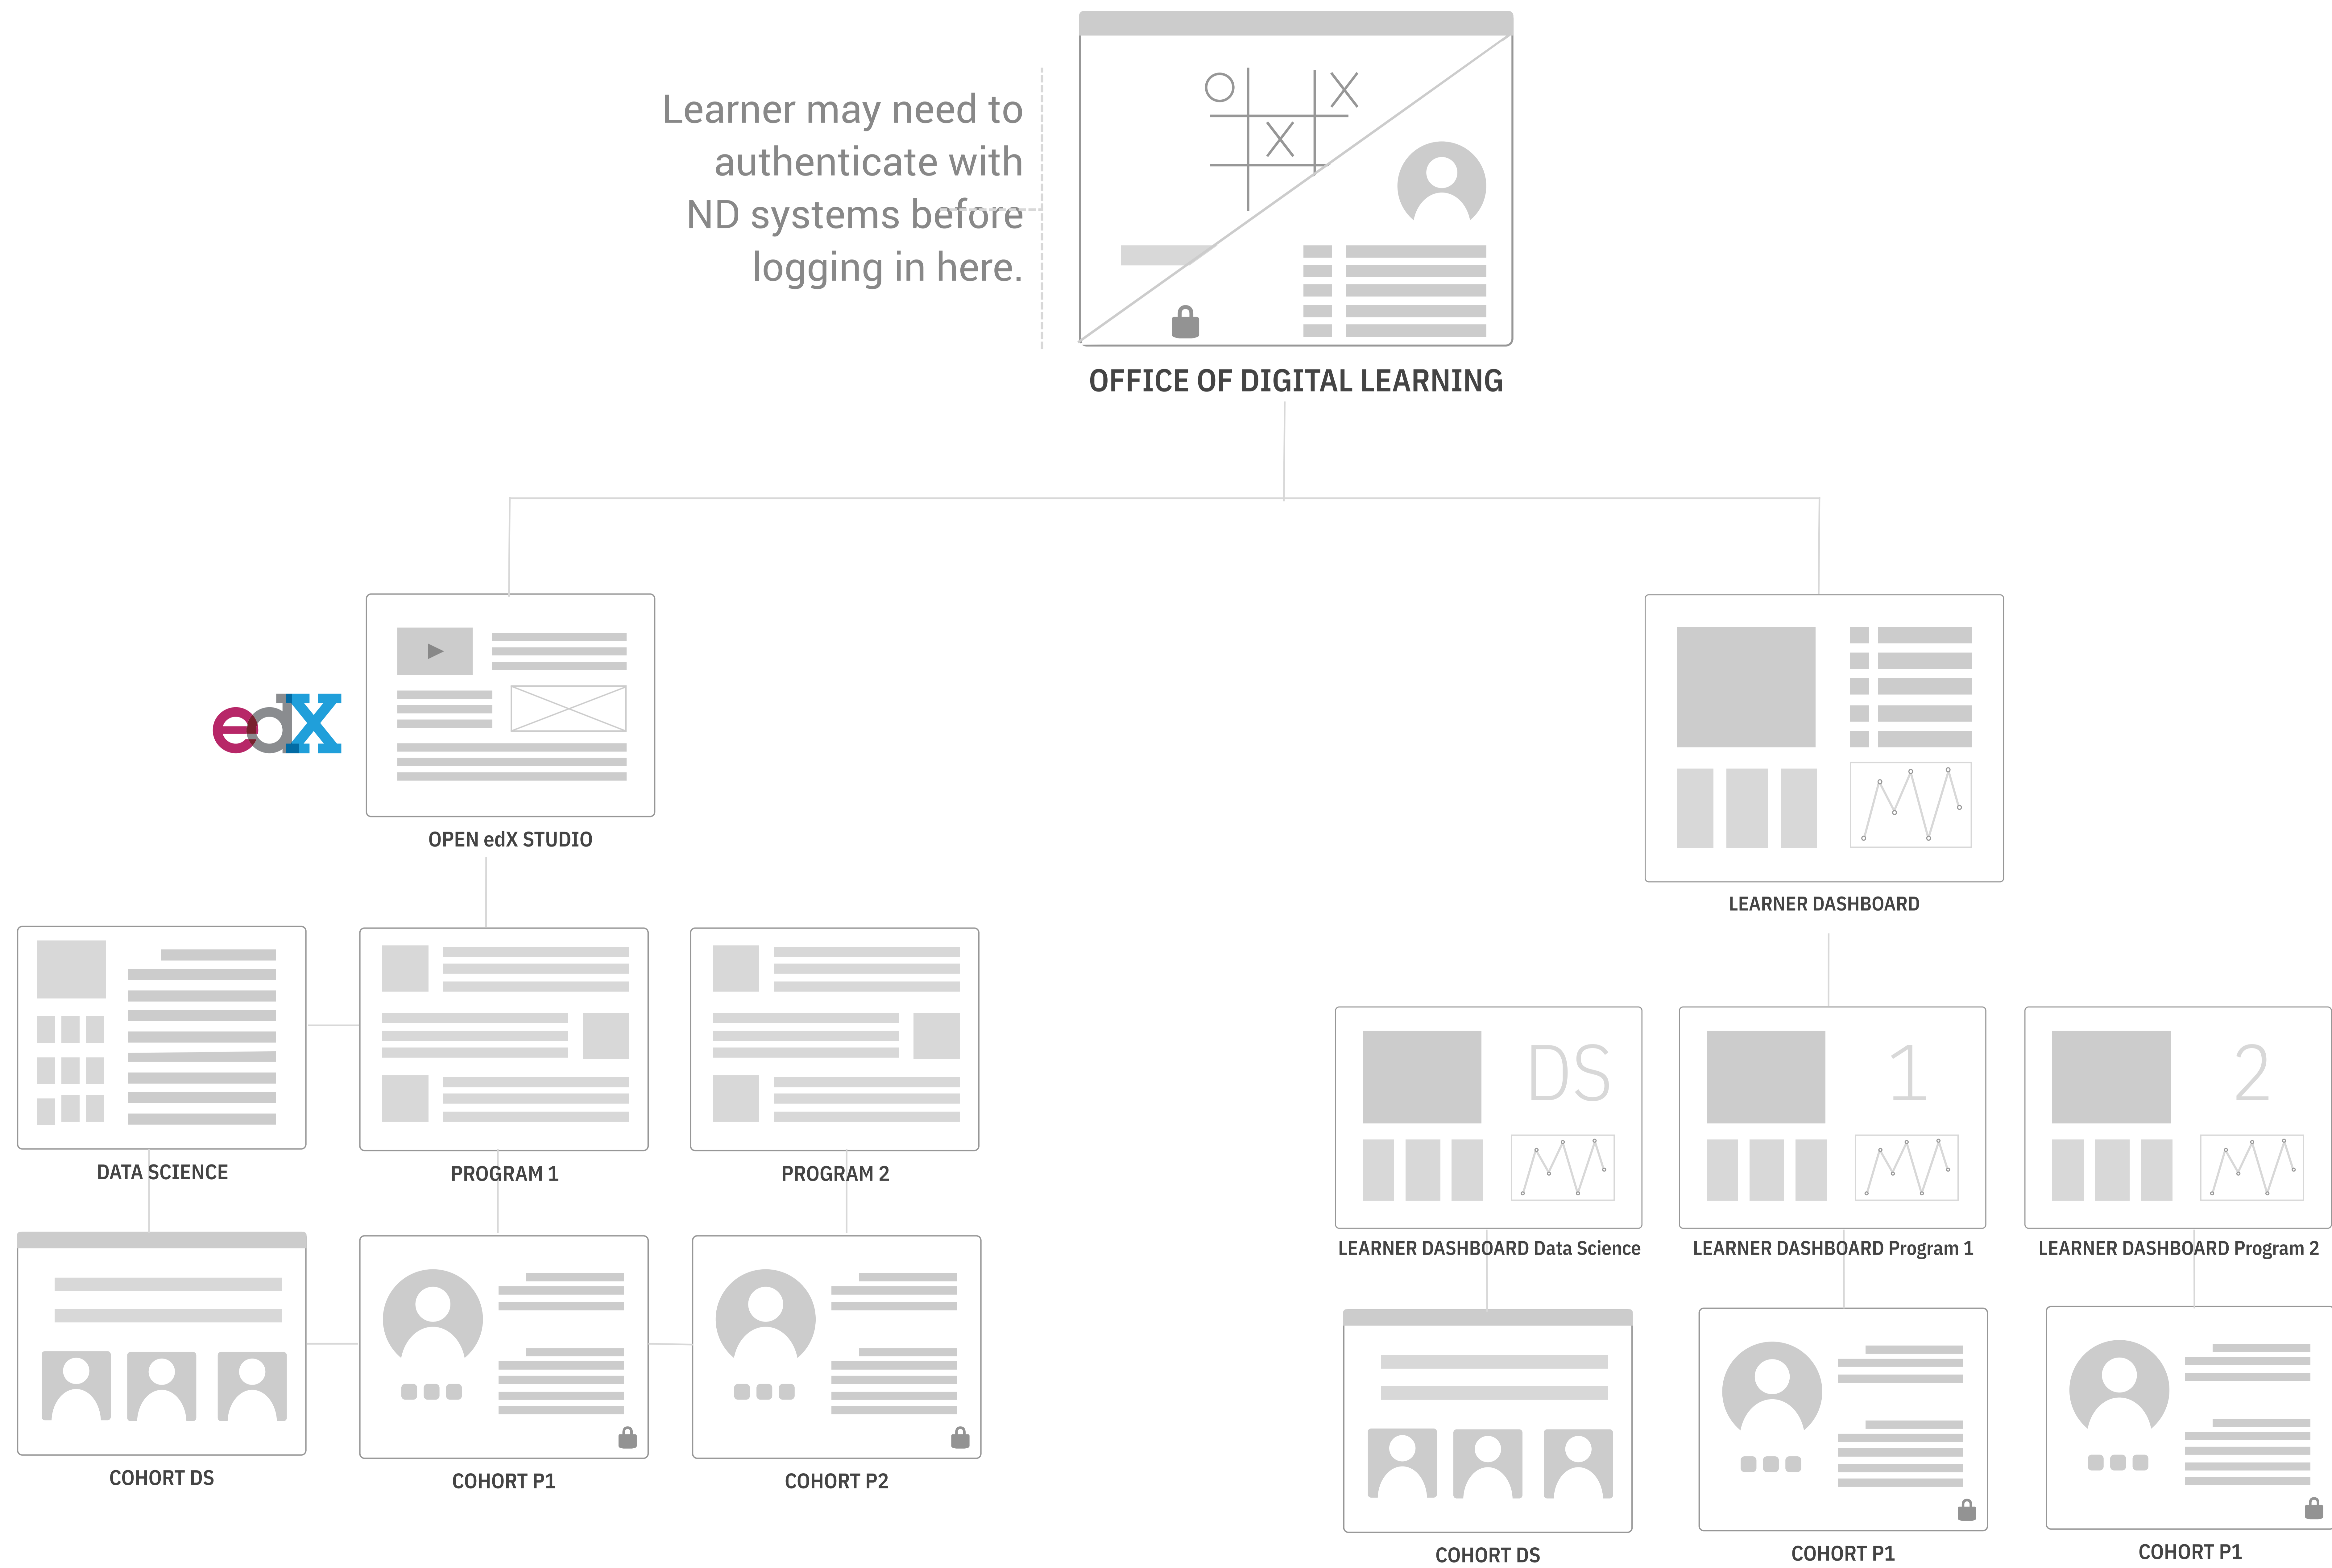 Learner may need to
authenticate with
ND systems before
logging in here.
OFFICE OF DIGITAL LEARNING
edX
OPEN edX STUDIO
LEARNER DASHBOARD
DS
1
2
DATA SCIENCE
PROGRAM 1
PROGRAM 2
LEARNER DASHBOARD Data Science
LEARNER DASHBOARD Program 1
LEARNER DASHBOARD Program 2
COHORT DS
COHORT P1
COHORT P2
COHORT DS
COHORT P1
COHORT P1